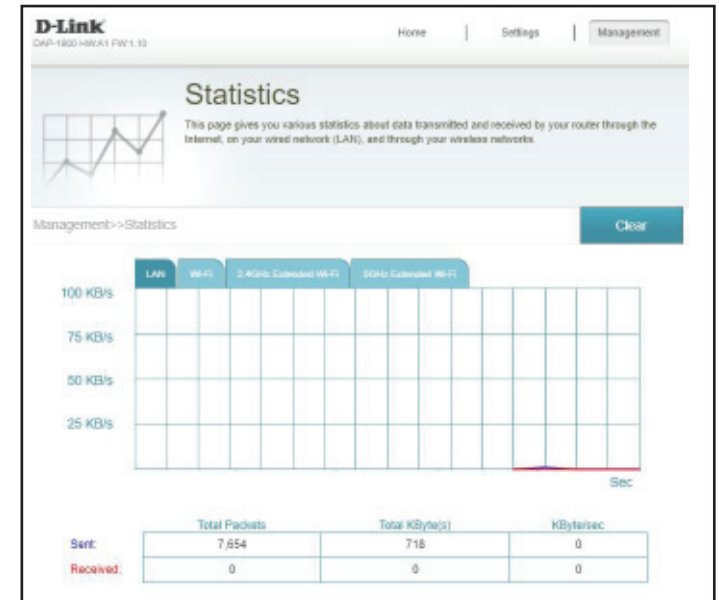 D-Link
DAP-1860 HW:A1 FW:1.10
Home | Settings | Management
Statistics
This page gives you various statistics about data transmitted and received by your router through the
Internet, on your wired network (LAN), and through your wireless networks.
Management>>Statistics
Clear
LAN Wi-Fi 2.4GHz Extended Wi-Fi 5GHz Extended Wi-Fi
100 KB/s
75 KB/s
50 KB/s
25 KB/s
Sec
Total Packets Total KByte(s) KByte/sec
Sent: 7,654 718 0
Received: 0 0 0